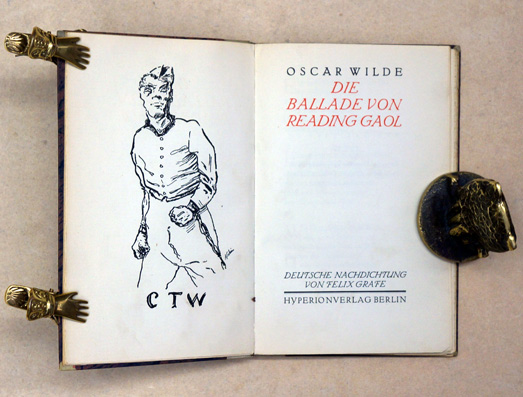 CTW
OSCAR WILDE
DIE
BALLADE VON
READING GAOL
DEUTSCHE NACHDICHTUNG
VON FELIX GRAFE
HYPERIONVERLAG BERLIN